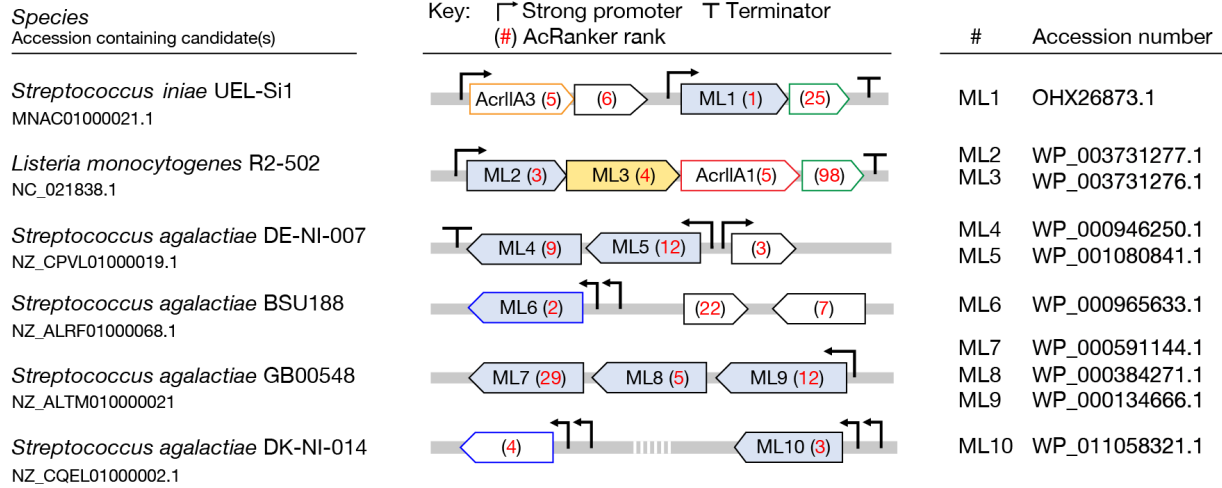 Species
Accession containing candidate(s)
Key: Strong promoter Terminator
(#) AcRanker rank
# Accession number
Streptococcus iniae UEL-Si1
MNAC01000021.1
AcrIIA3 (5) (6) ML1 (1) (25)
ML1 OHX26873.1
Listeria monocytogenes R2-502
NC_021838.1
ML2 (3) ML3 (4) AcrIIA1(5) (98)
ML2 WP_003731277.1
ML3 WP_003731276.1
Streptococcus agalactiae DE-NI-007
NZ_CPVL01000019.1
ML4 (9) ML5 (12) (3)
ML4 WP_000946250.1
ML5 WP_001080841.1
Streptococcus agalactiae BSU188
NZ_ALRF01000068.1
ML6 (2) (22) (7)
ML6 WP_000965633.1
Streptococcus agalactiae GB00548
NZ_ALTM010000021
ML7 (29) ML8 (5) ML9 (12)
ML7 WP_000591144.1
ML8 WP_000384271.1
ML9 WP_000134666.1
Streptococcus agalactiae DK-NI-014
NZ_CQEL01000002.1
(4) ML10 (3)
ML10 WP_011058321.1